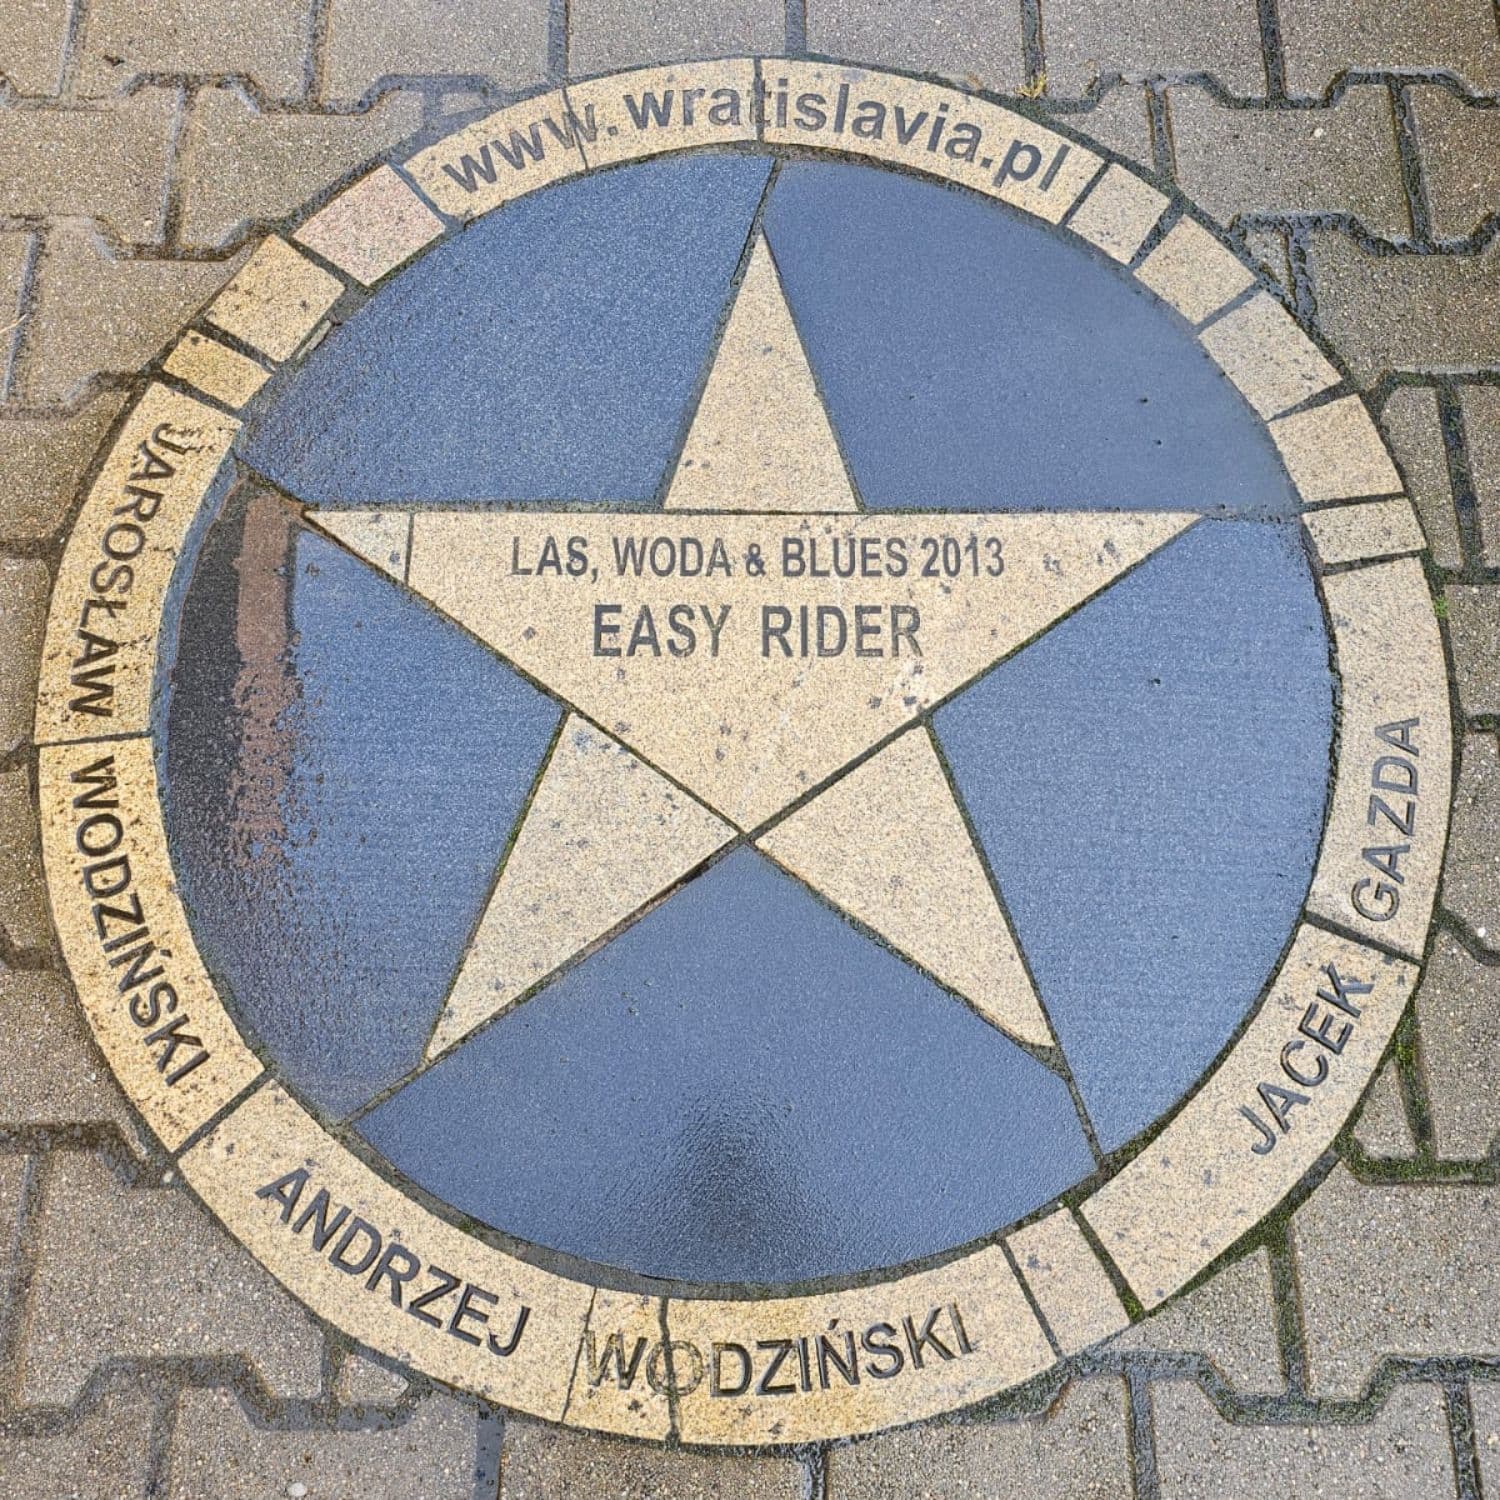 www.wratislavia.pl
LAS, WODA & BLUES 2013
EASY RIDER
JAROSŁAW WODZIŃSKI
ANDRZEJ WODZIŃSKI
JACEK GAZDA